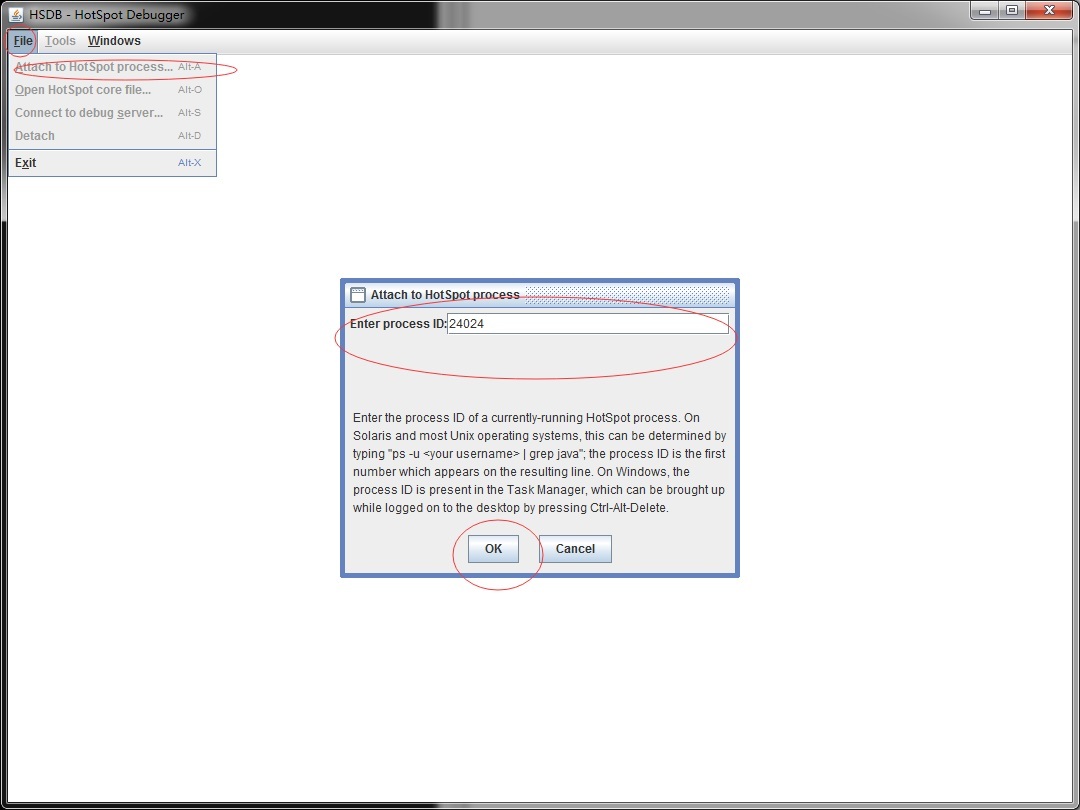 HSDB - HotSpot Debugger
File Tools Windows
Attach to HotSpot process... Alt-A
Open HotSpot core file... Alt-O
Connect to debug server... Alt-S
Detach Alt-D
Exit Alt-X
Attach to HotSpot process
Enter process ID:24024
Enter the process ID of a currently-running HotSpot process. On
Solaris and most Unix operating systems, this can be determined by
typing "ps -u <your username> | grep java"; the process ID is the first
number which appears on the resulting line. On Windows, the
process ID is present in the Task Manager, which can be brought up
while logged on to the desktop by pressing Ctrl-Alt-Delete.
OK Cancel